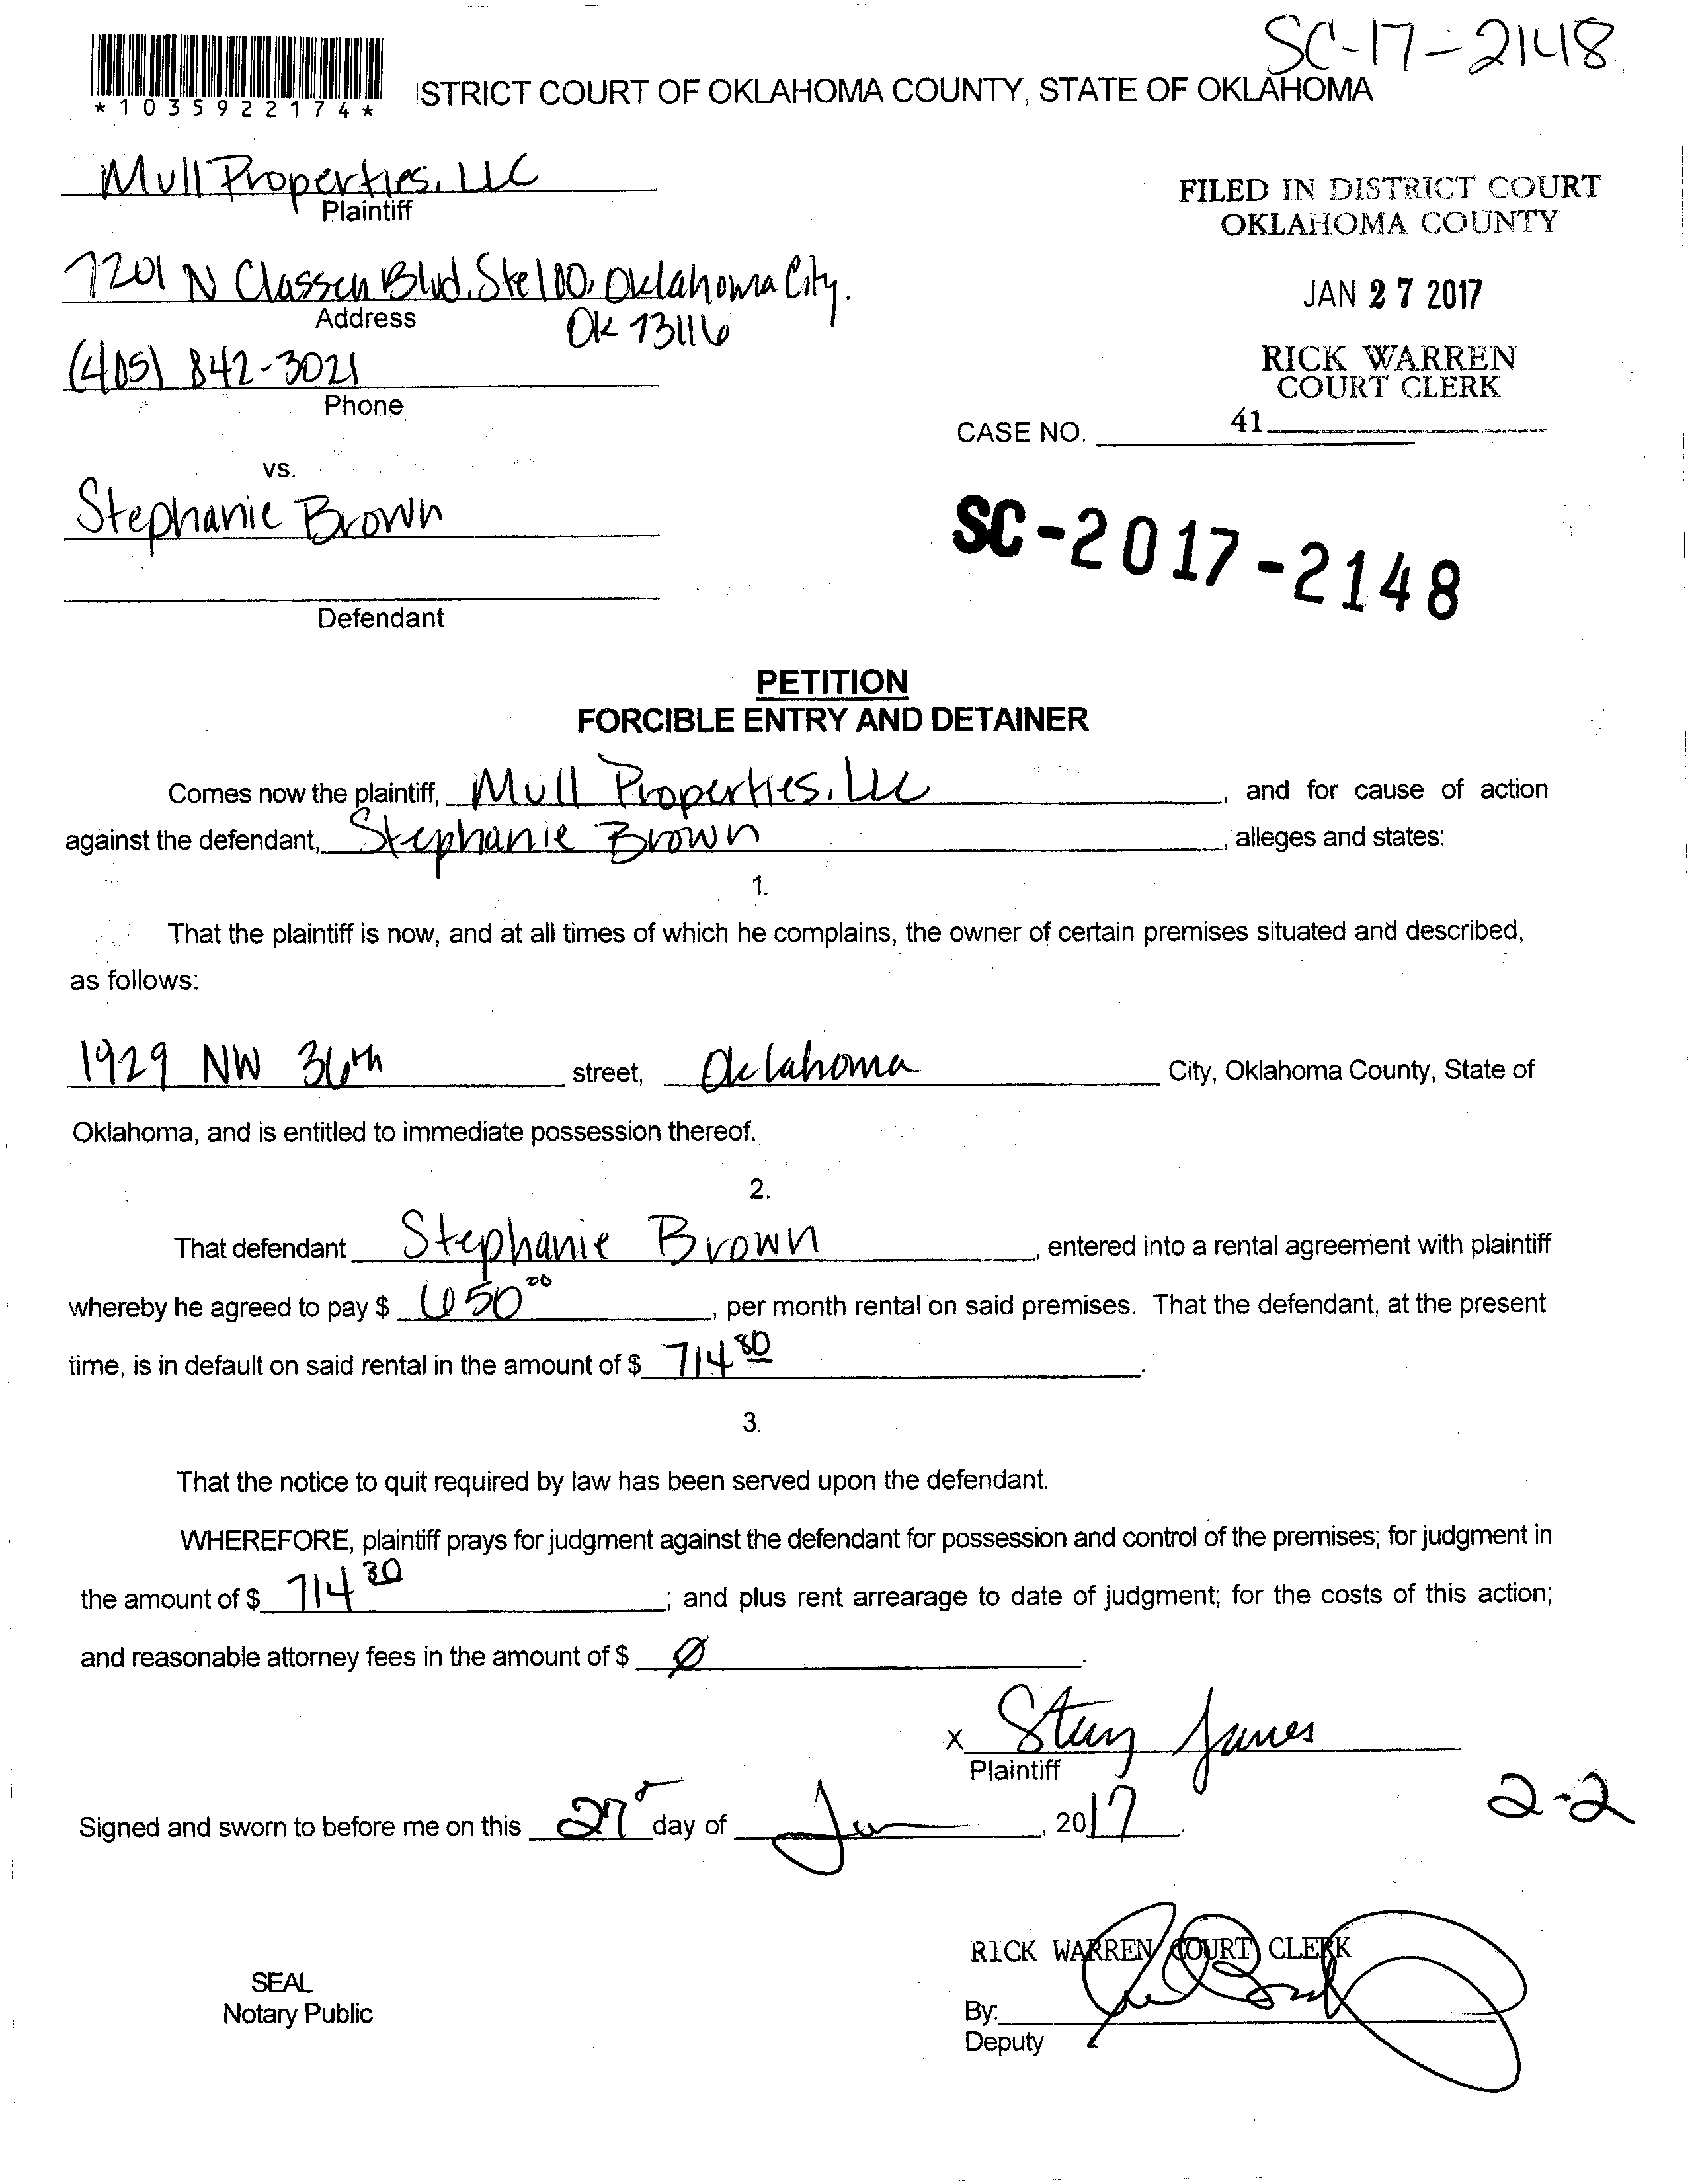 SC-17-2148
*1035922174*
ISTRICT COURT OF OKLAHOMA COUNTY, STATE OF OKLAHOMA
Mull Properties, LLC
Plaintiff
FILED IN DISTRICT COURT
OKLAHOMA COUNTY
7201 N Classen Blvd. Ste 100, Oklahoma City.
Address
OK 73116
JAN 27 2017
(405) 842-3021
Phone
RICK WARREN
COURT CLERK
CASE NO. 41
vs.
Stephanie Brown
SC-2017-2148
Defendant
PETITION
FORCIBLE ENTRY AND DETAINER
Comes now the plaintiff, Mull Properties, LLC, and for cause of action
against the defendant, Stephanie Brown, alleges and states:
1.
That the plaintiff is now, and at all times of which he complains, the owner of certain premises situated and described,
as follows:
1929 NW 36th street, Oklahoma City, Oklahoma County, State of
Oklahoma, and is entitled to immediate possession thereof.
2.
That defendant Stephanie Brown, entered into a rental agreement with plaintiff
whereby he agreed to pay $ 650 00, per month rental on said premises. That the defendant, at the present
time, is in default on said rental in the amount of $ 714 80.
3.
That the notice to quit required by law has been served upon the defendant.
WHEREFORE, plaintiff prays for judgment against the defendant for possession and control of the premises; for judgment in
the amount of $ 714 80; and plus rent arrearage to date of judgment; for the costs of this action;
and reasonable attorney fees in the amount of $ Ø.
X
Plaintiff
2-2
Signed and sworn to before me on this 27 day of Jan, 2017.
RICK WARREN COURT CLERK
SEAL
Notary Public
By:
Deputy